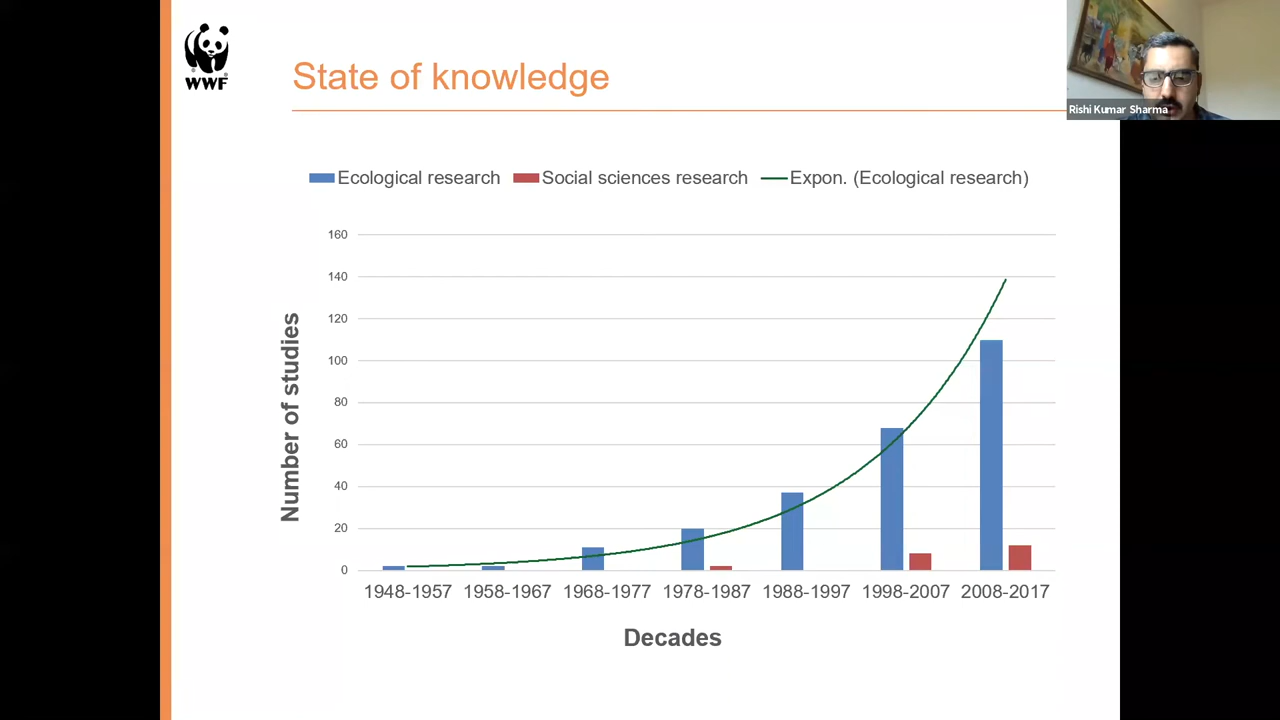 WWF
State of knowledge
Rishi Kumar Sharma
Ecological research Social sciences research Expon. (Ecological research)
160
140
120
100
80
60
40
20
0
Number of studies
1948-1957 1958-1967 1968-1977 1978-1987 1988-1997 1998-2007 2008-2017
Decades